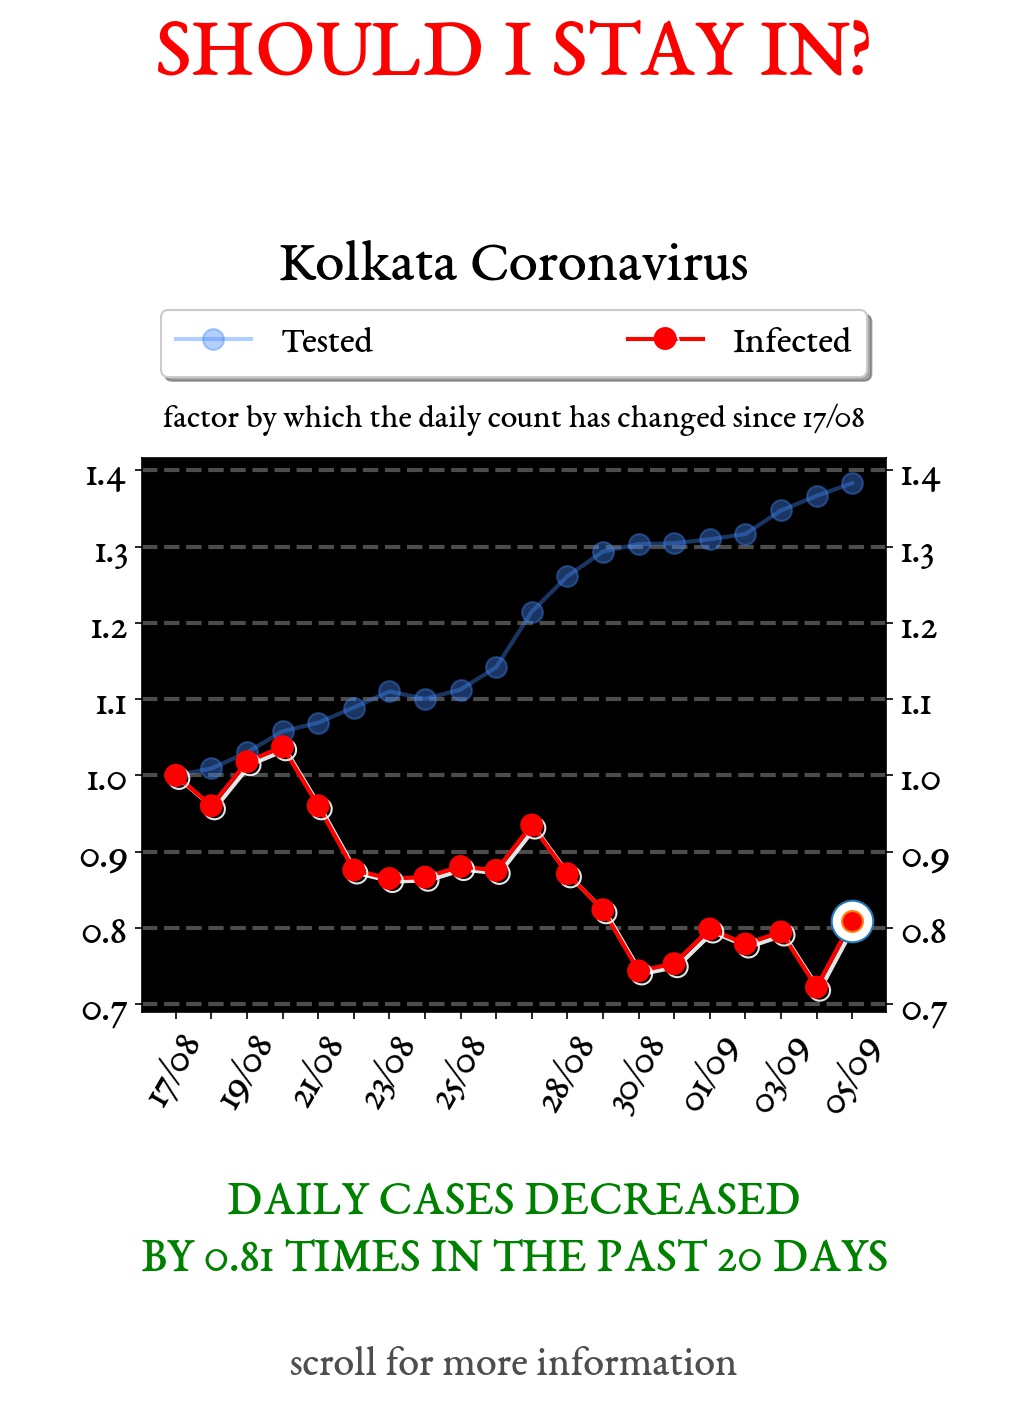 SHOULD I STAY IN?
Kolkata Coronavirus
Tested Infected
factor by which the daily count has changed since 17/08
1.4 1.4
1.3 1.3
1.2 1.2
1.1 1.1
1.0 1.0
0.9 0.9
0.8 0.8
0.7 0.7
17/08 19/08 21/08 23/08 25/08 28/08 30/08 01/09 03/09 05/09
DAILY CASES DECREASED
BY 0.81 TIMES IN THE PAST 20 DAYS
scroll for more information